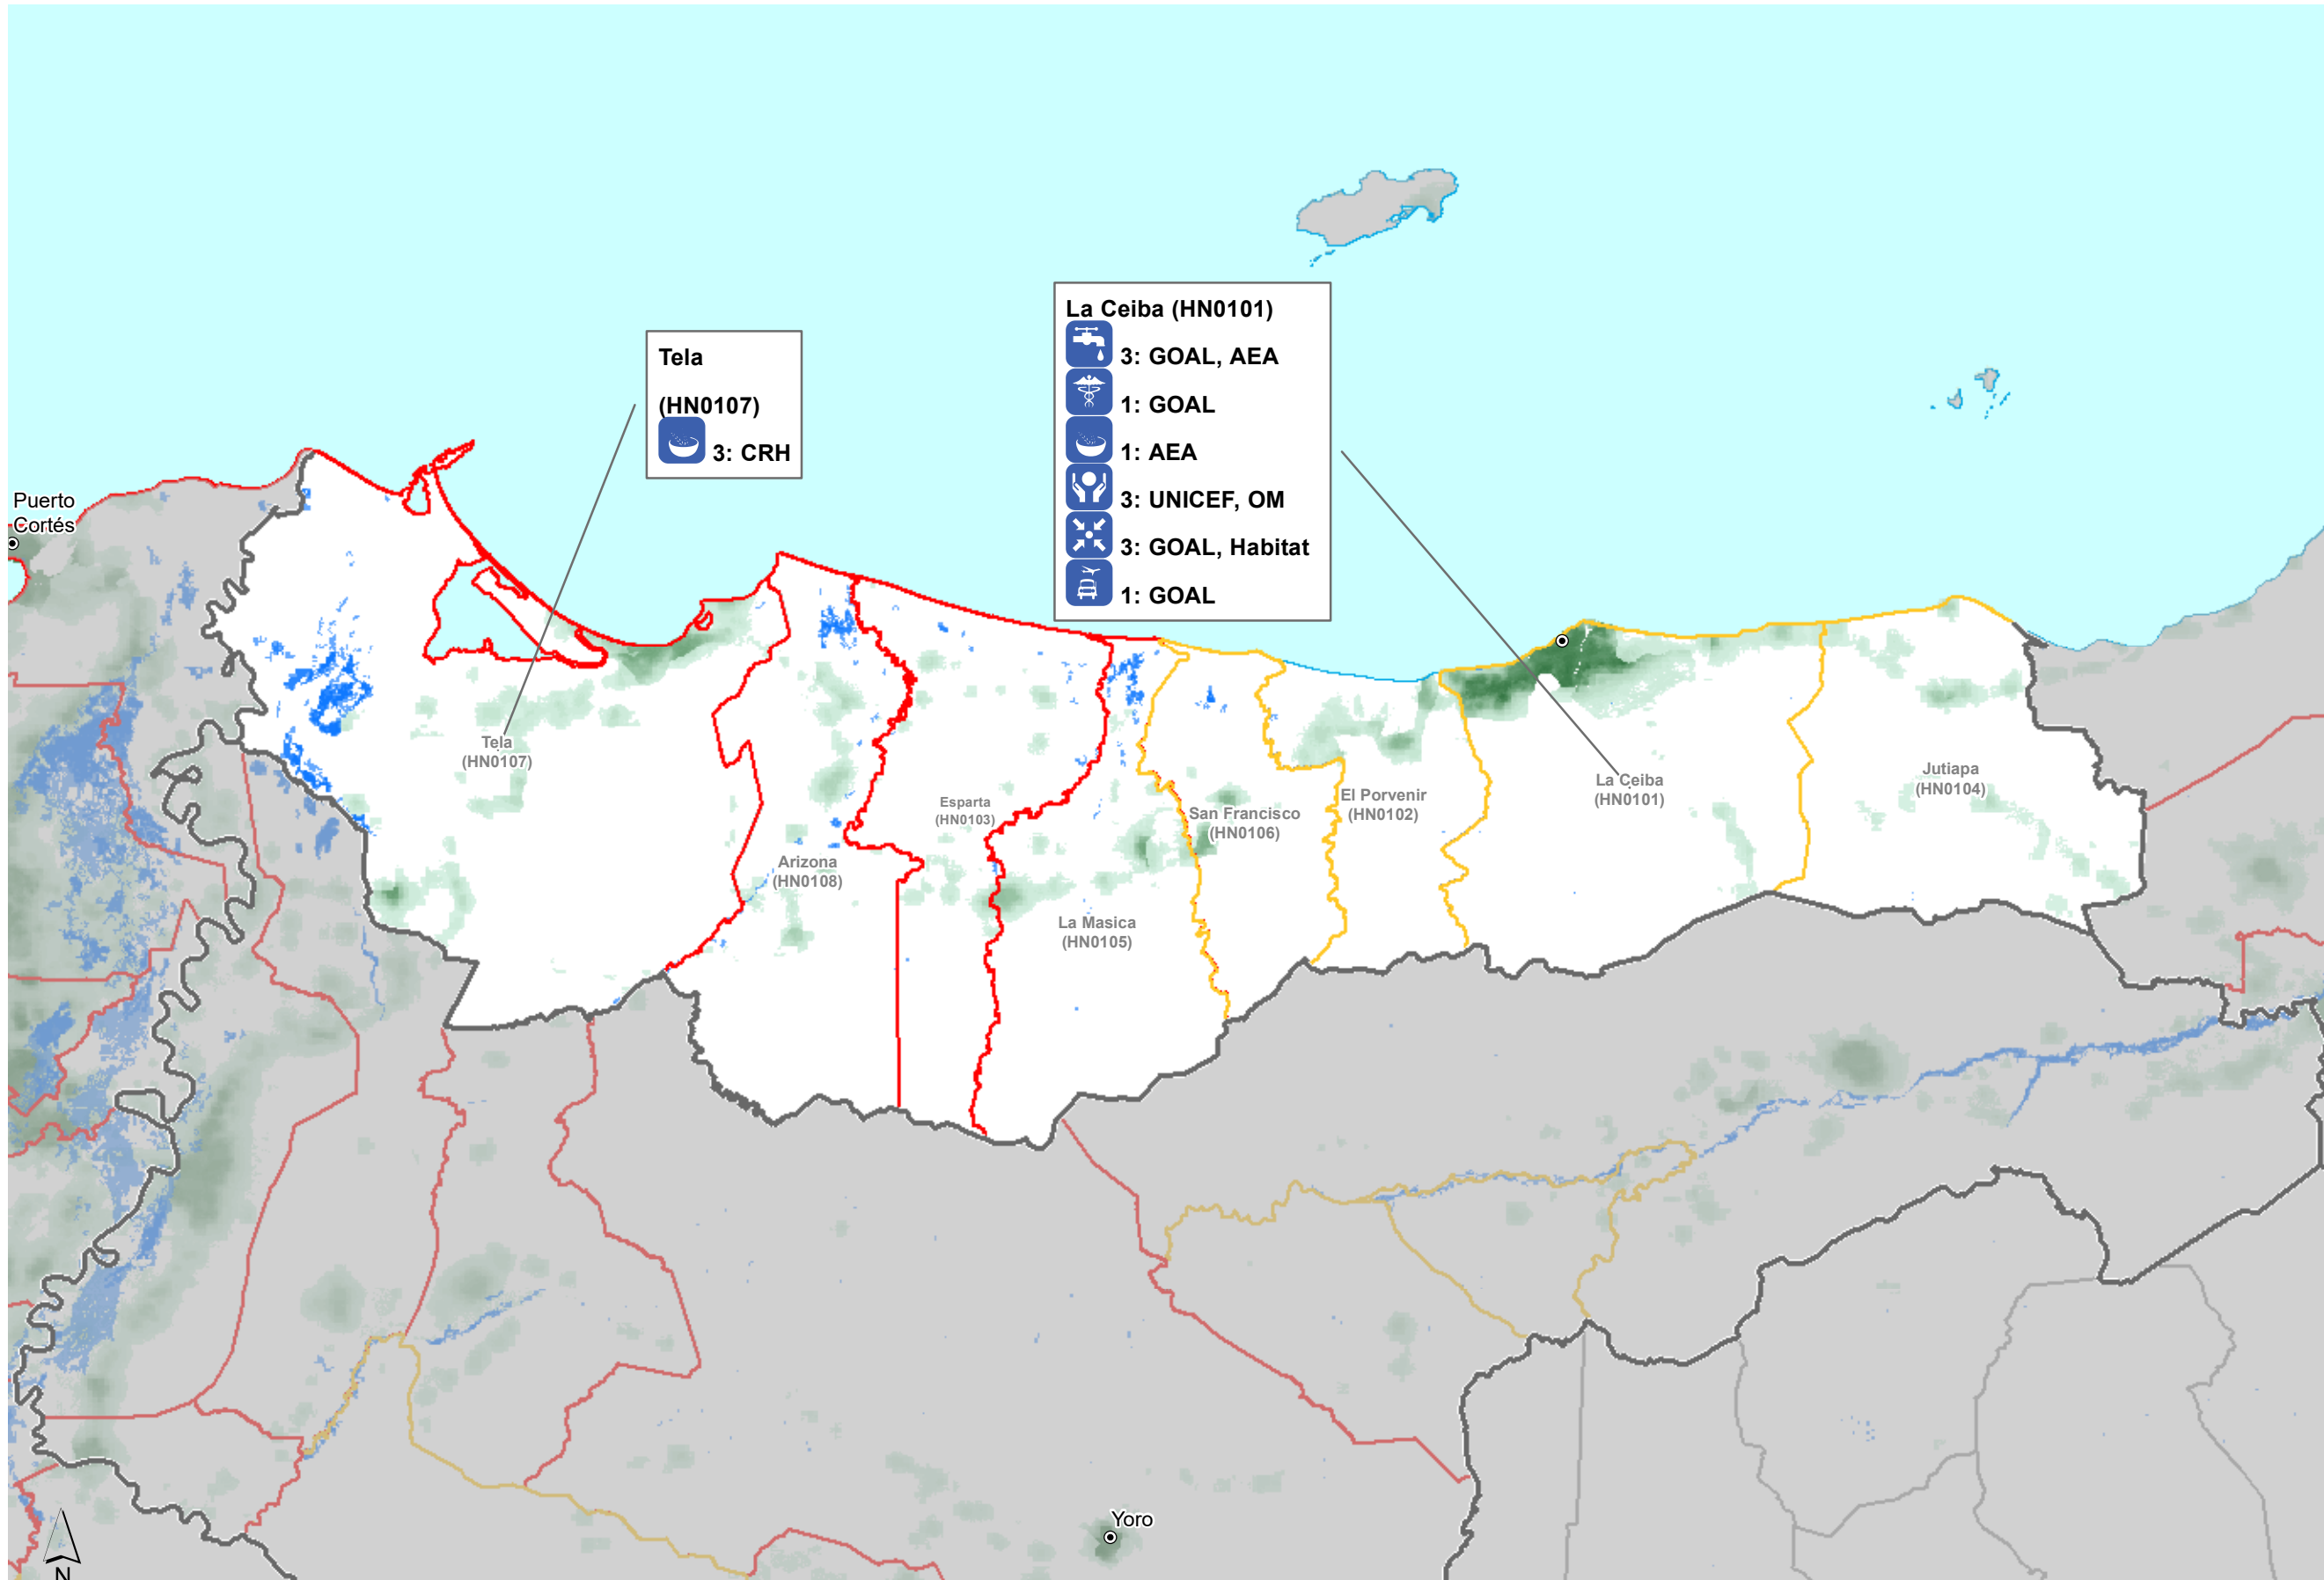 La Ceiba (HN0101)
3: GOAL, AEA
1: GOAL
1: AEA
3: UNICEF, OM
3: GOAL, Habitat
1: GOAL
Tela
(HN0107)
3: CRH
Puerto
Cortés
Tela
(HN0107)
Arizona
(HN0108)
Esparta
(HN0103)
La Masica
(HN0105)
San Francisco
(HN0106)
El Porvenir
(HN0102)
La Ceiba
(HN0101)
Jutiapa
(HN0104)
Yoro
N